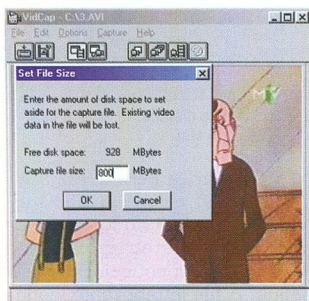 VidCap - C:\3.AVI
File Edit Options Capture Help
Set File Size
Enter the amount of disk space to set
aside for the capture file. Existing video
data in the file will be lost.
Free disk space: 928 MBytes
Capture file size: 800 MBytes
OK Cancel